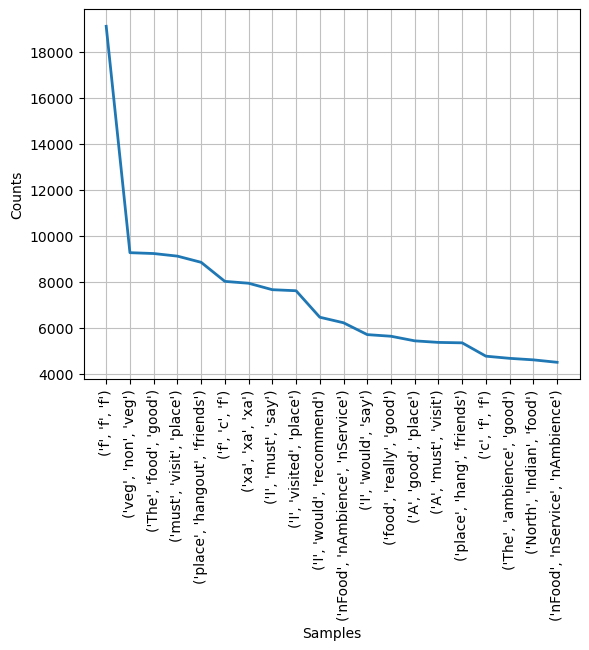 18000
16000
14000
12000
10000
8000
6000
4000
Counts
('f', 'f', 'f')
('veg', 'non', 'veg')
('The', 'food', 'good')
('must', 'visit', 'place')
('place', 'hangout', 'friends')
('f', 'c', 'f')
('xa', 'xa', 'xa')
('I', 'must', 'say')
('I', 'visited', 'place')
('I', 'would', 'recommend')
('nFood', 'nAmbience', 'nService')
('I', 'would', 'say')
('food', 'really', 'good')
('A', 'good', 'place')
('A', 'must', 'visit')
('place', 'hang', 'friends')
('c', 'f', 'f')
('The', 'ambience', 'good')
('North', 'Indian', 'food')
('nFood', 'nService', 'nAmbience')
Samples